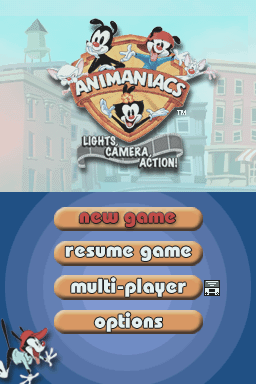 ANIMANIACS
TM
LIGHTS,
CAMERA,
ACTION!
new game
resume game
multi-player
options